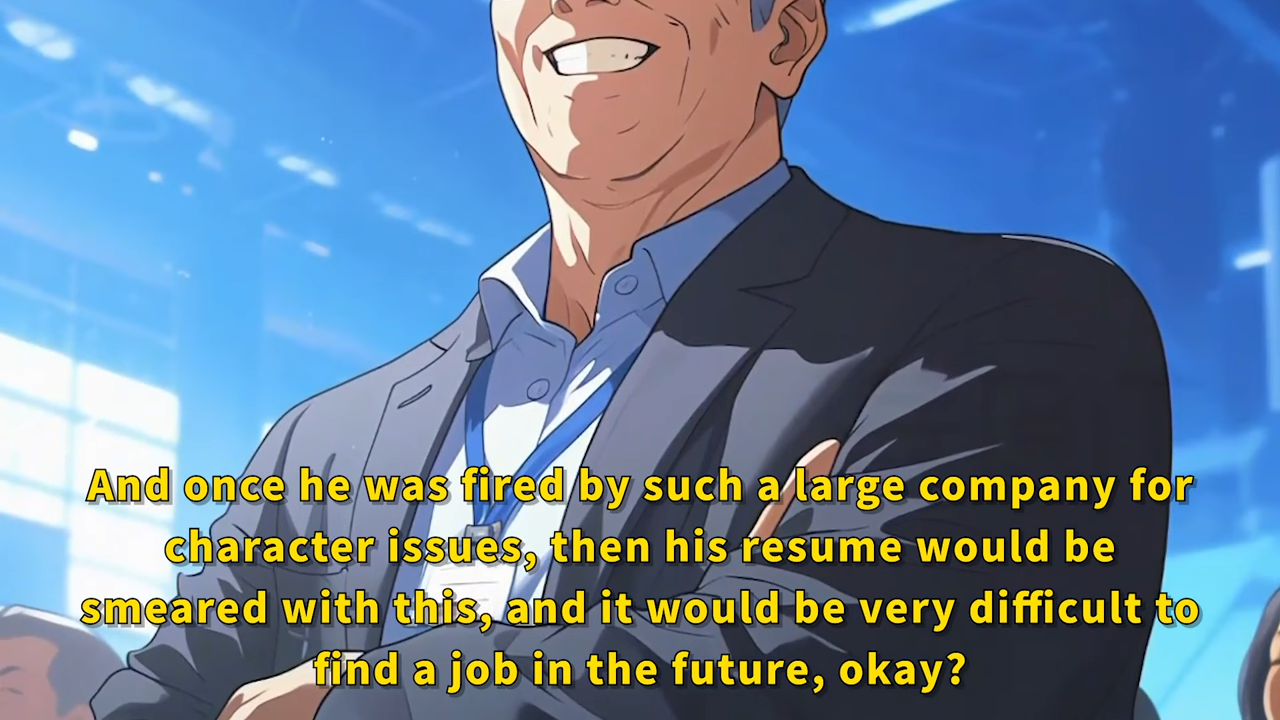 And once he was fired by such a large company for
character issues, then his resume would be
smeared with this, and it would be very difficult to
find a job in the future, okay?